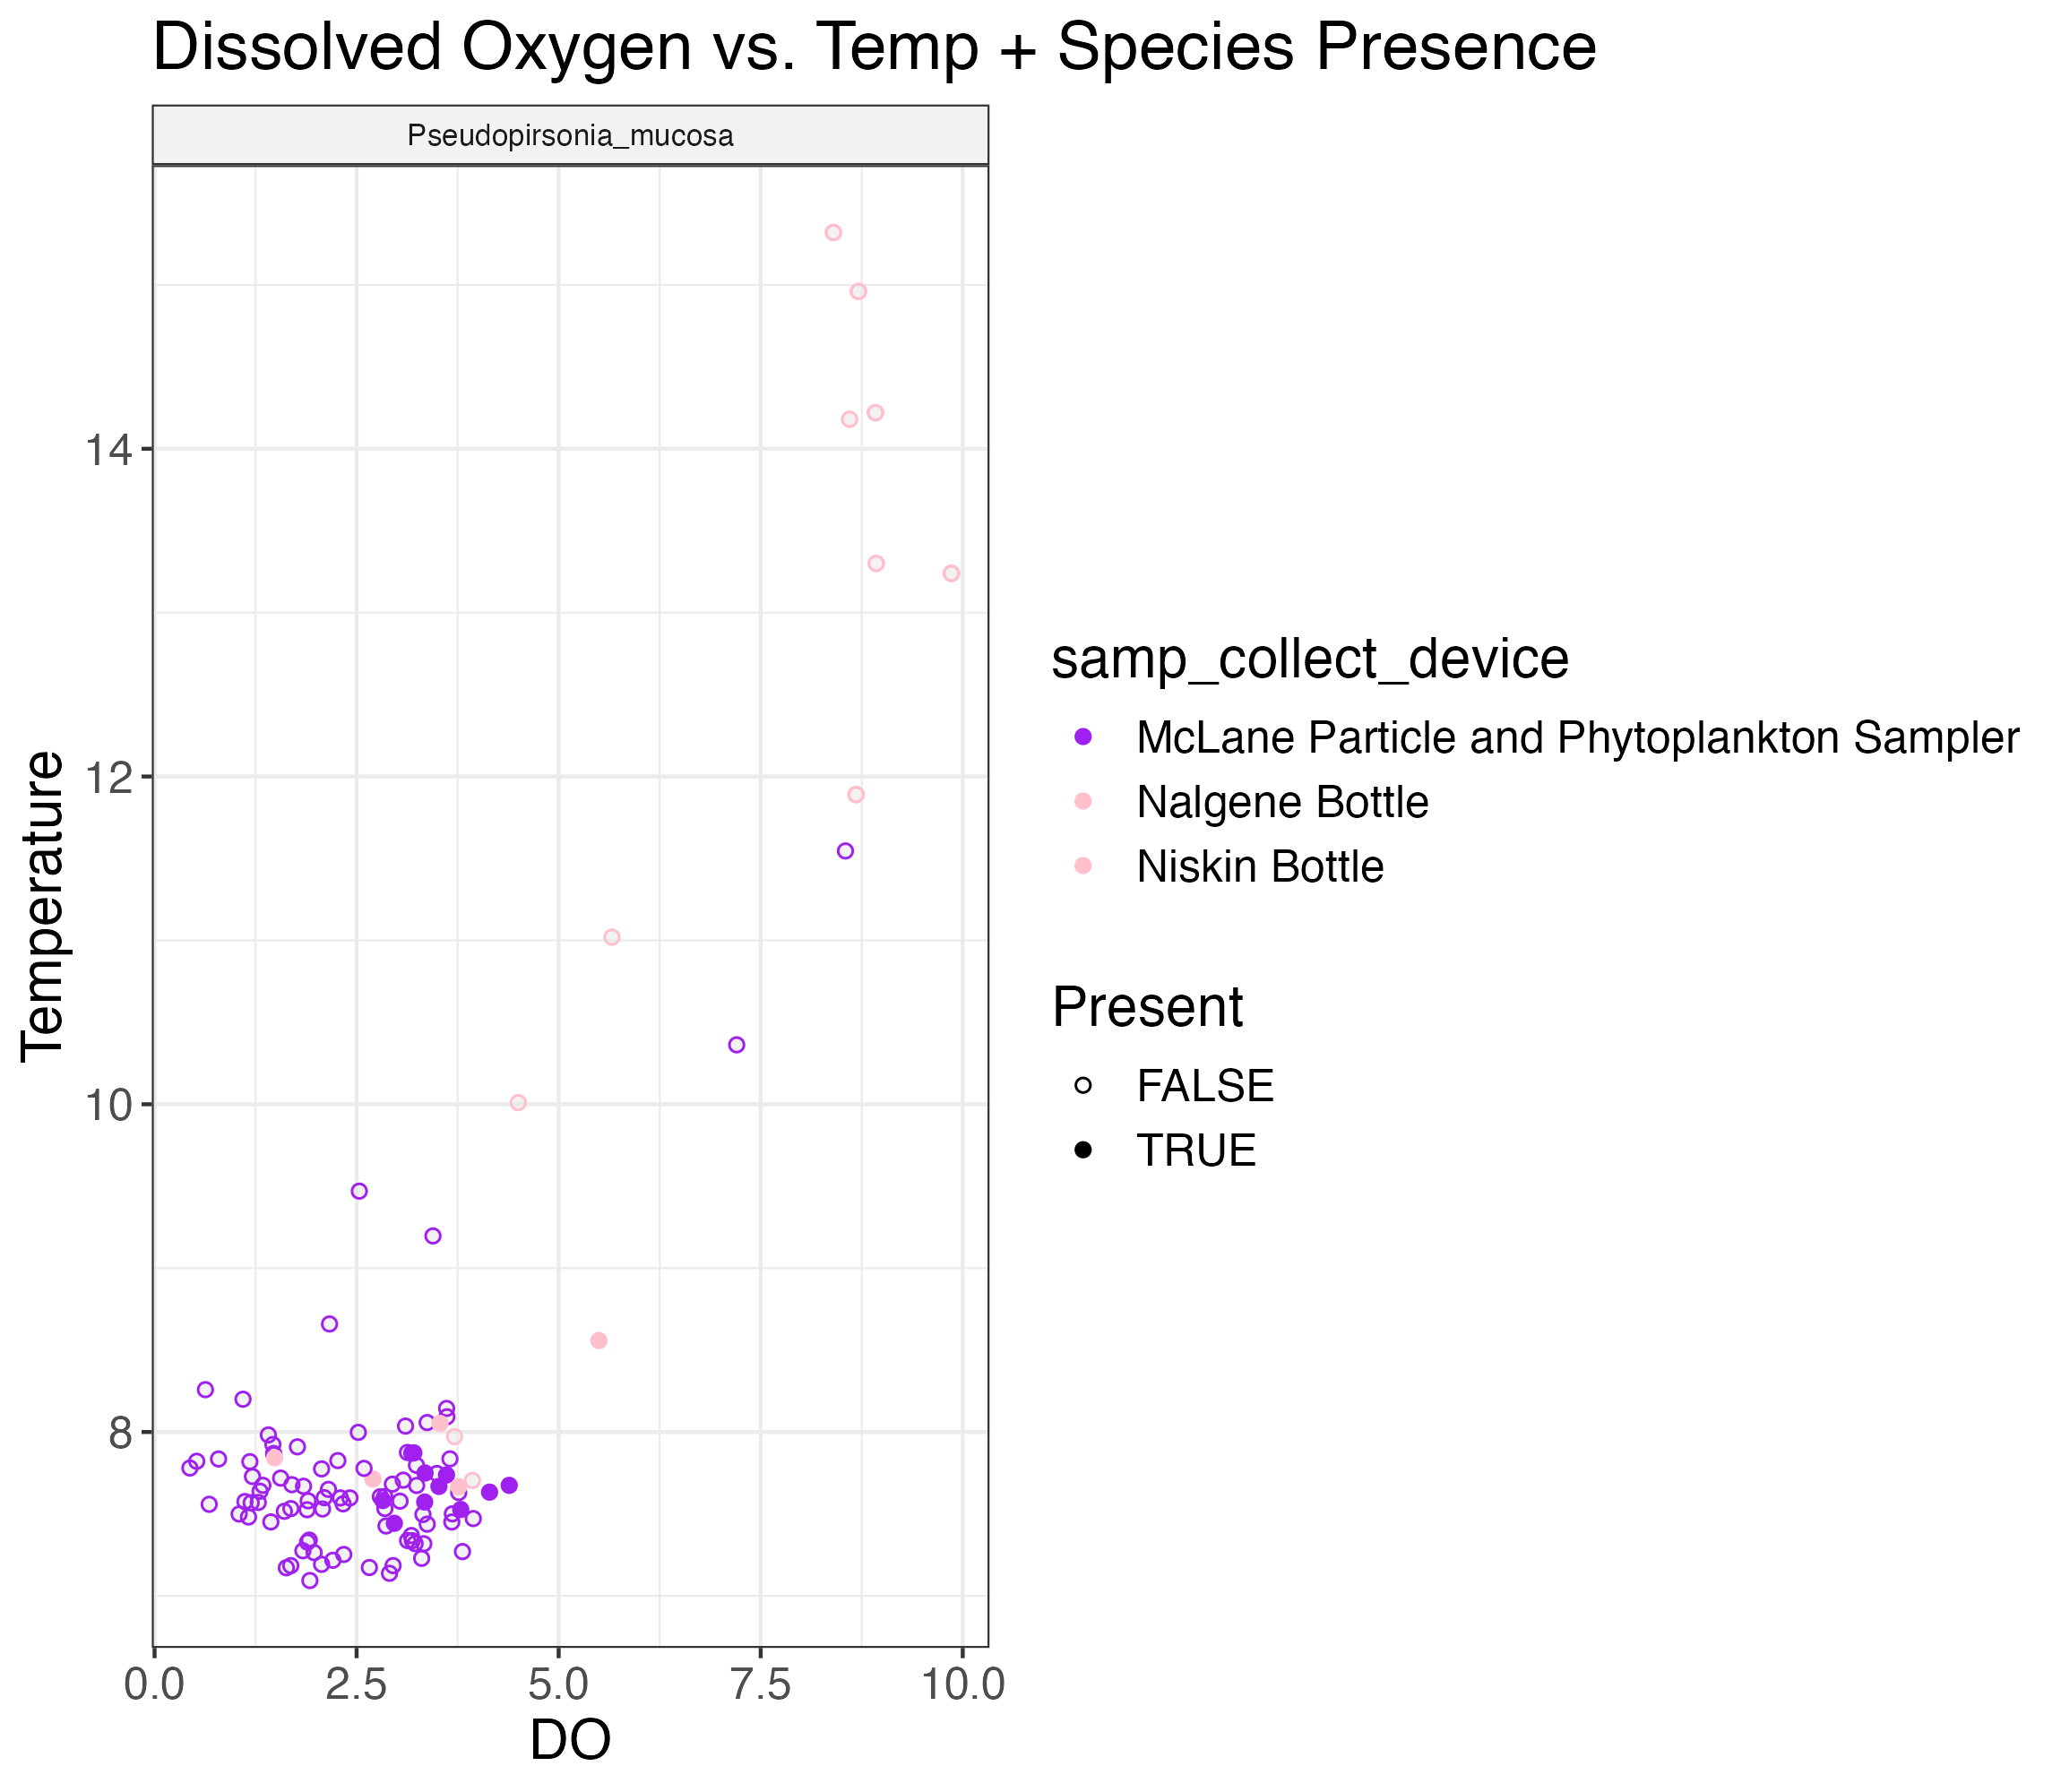 Dissolved Oxygen vs. Temp + Species Presence
Pseudopirsonia_mucosa
14
12
10
8
Temperature
0.0 2.5 5.0 7.5 10.0
DO
samp_collect_device
McLane Particle and Phytoplankton Sampler
Nalgene Bottle
Niskin Bottle
Present
FALSE
TRUE